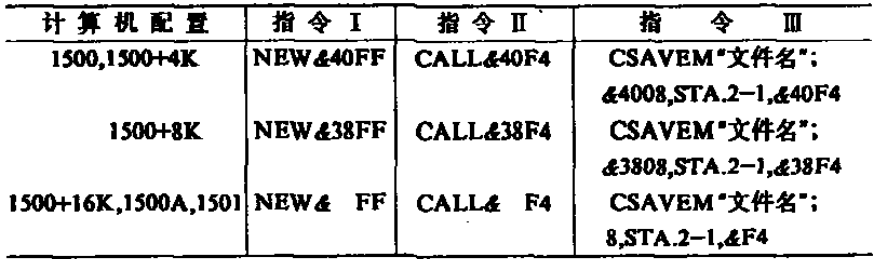 计算机配置 指令 I 指令 II 指令 III
1500,1500+4K NEW&40FF CALL&40F4 CSAVEM"文件名";
&4008,STA.2-1,&40F4
1500+8K NEW&38FF CALL&38F4 CSAVEM"文件名";
&3808,STA.2-1,&38F4
1500+16K,1500A,1501 NEW& FF CALL& F4 CSAVEM"文件名";
8,STA.2-1,&F4